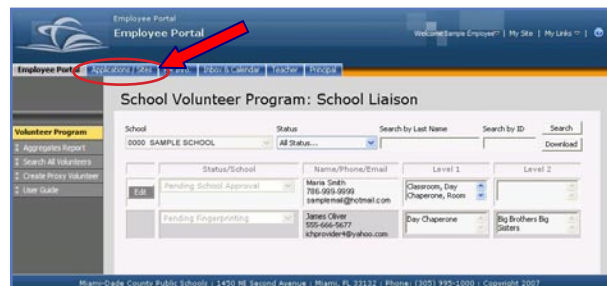 Employee Portal
Employee Portal
Welcome Sample Employee | My Site | My Links |
Employee Portal Applications / Sites Inbox & Calendar Teacher Principal
School Volunteer Program: School Liaison
Volunteer Program
Aggregates Report
Search All Volunteers
Create Proxy Volunteer
User Guide
School Status Search by Last Name Search by ID Search
0000 SAMPLE SCHOOL All Status... Download
Status/School Name/Phone/Email Level 1 Level 2
Edit Pending School Approval
Maria Smith
786-999-9999
samplemail@hotmail.com
Classroom, Day
Chaperone, Room
Pending Fingerprinting
James Oliver
555-666-5677
ichprovider4@yahoo.com
Day Chaperone
Big Brothers Big
Sisters
Miami-Dade County Public Schools : 1450 NE Second Avenue : Miami, FL 33132 : Phone: (305) 995-1000 : Copyright 2007